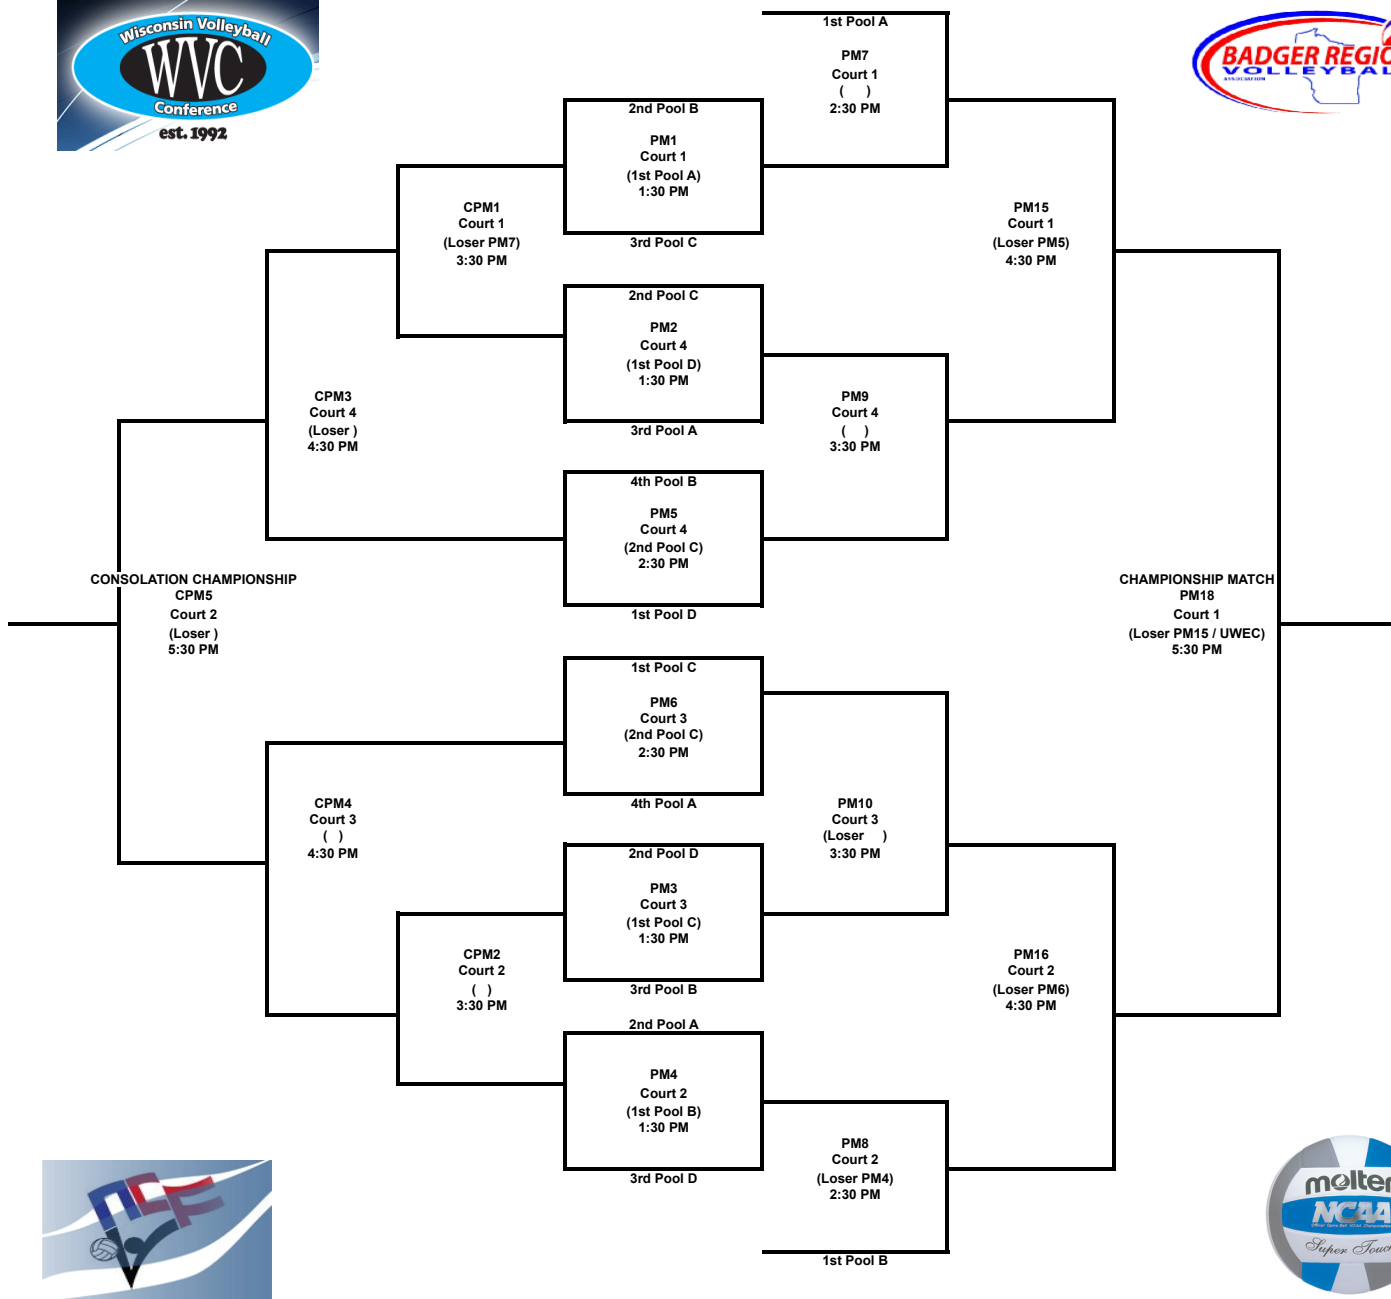 Wisconsin Volleyball
WVC
Conference
est. 1992
BADGER REGIO
VOLLEYBAL
ASSOCIATION
1st Pool A
PM7
Court 1
( )
2:30 PM
2nd Pool B
PM1
Court 1
(1st Pool A)
1:30 PM
3rd Pool C
CPM1
Court 1
(Loser PM7)
3:30 PM
PM15
Court 1
(Loser PM5)
4:30 PM
2nd Pool C
PM2
Court 4
(1st Pool D)
1:30 PM
3rd Pool A
CPM3
Court 4
(Loser )
4:30 PM
PM9
Court 4
( )
3:30 PM
4th Pool B
PM5
Court 4
(2nd Pool C)
2:30 PM
1st Pool D
CONSOLATION CHAMPIONSHIP
CPM5
Court 2
(Loser )
5:30 PM
CHAMPIONSHIP MATCH
PM18
Court 1
(Loser PM15 / UWEC)
5:30 PM
1st Pool C
PM6
Court 3
(2nd Pool C)
2:30 PM
4th Pool A
CPM4
Court 3
( )
4:30 PM
PM10
Court 3
(Loser )
3:30 PM
2nd Pool D
PM3
Court 3
(1st Pool C)
1:30 PM
3rd Pool B
CPM2
Court 2
( )
3:30 PM
PM16
Court 2
(Loser PM6)
4:30 PM
2nd Pool A
PM4
Court 2
(1st Pool B)
1:30 PM
3rd Pool D
PM8
Court 2
(Loser PM4)
2:30 PM
1st Pool B
NCF
molten
NCAA
Super Touch